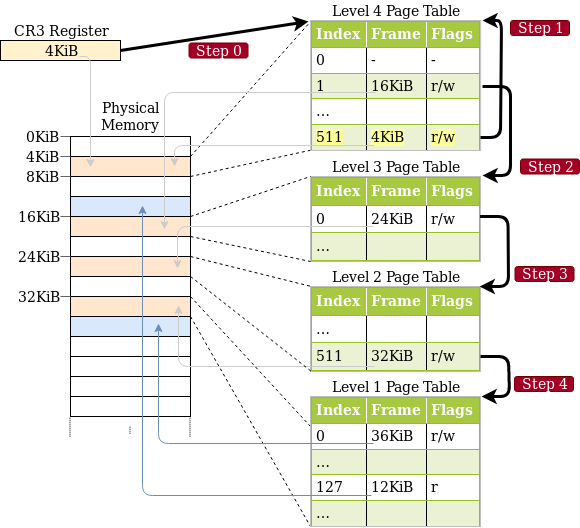 CR3 Register
4KiB
Step 0
Physical
Memory
0KiB
4KiB
8KiB
16KiB
24KiB
32KiB
Level 4 Page Table
Index Frame Flags
0 - -
1 16KiB r/w
...
511 4KiB r/w
Step 1
Step 2
Level 3 Page Table
Index Frame Flags
0 24KiB r/w
...
Step 3
Level 2 Page Table
Index Frame Flags
...
511 32KiB r/w
Step 4
Level 1 Page Table
Index Frame Flags
0 36KiB r/w
...
127 12KiB r
...